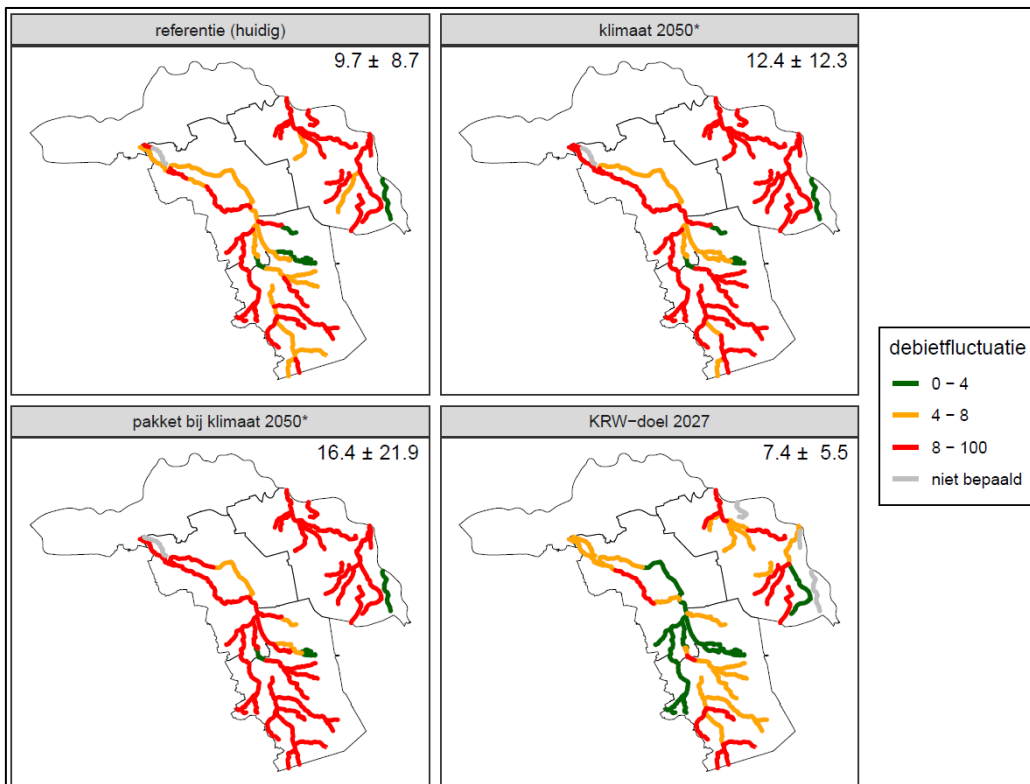 referentie (huidig)
9.7 ± 8.7
klimaat 2050*
12.4 ± 12.3
pakket bij klimaat 2050*
16.4 ± 21.9
KRW−doel 2027
7.4 ± 5.5
debietfluctuatie
0 − 4
4 − 8
8 − 100
niet bepaald